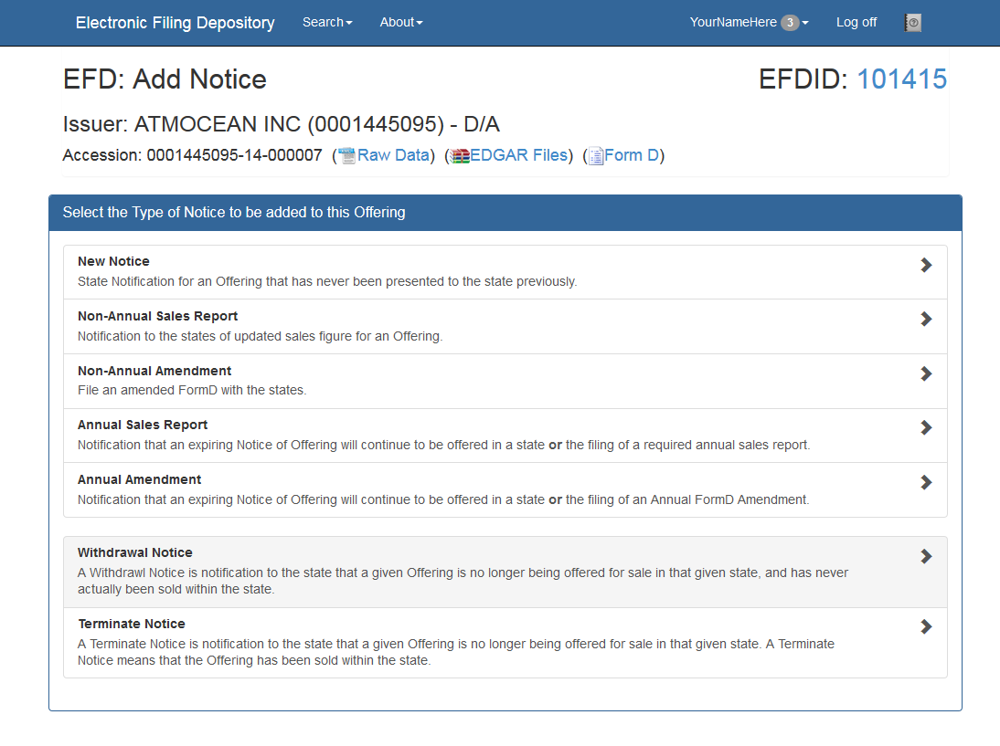 Electronic Filing Depository Search About YourNameHere 3 Log off
EFD: Add Notice EFDID: 101415
Issuer: ATMOCEAN INC (0001445095) - D/A
Accession: 0001445095-14-000007 (Raw Data) (EDGAR Files) (Form D)
Select the Type of Notice to be added to this Offering
New Notice
State Notification for an Offering that has never been presented to the state previously.
Non-Annual Sales Report
Notification to the states of updated sales figure for an Offering.
Non-Annual Amendment
File an amended FormD with the states.
Annual Sales Report
Notification that an expiring Notice of Offering will continue to be offered in a state or the filing of a required annual sales report.
Annual Amendment
Notification that an expiring Notice of Offering will continue to be offered in a state or the filing of an Annual FormD Amendment.
Withdrawal Notice
A Withdrawl Notice is notification to the state that a given Offering is no longer being offered for sale in that given state, and has never
actually been sold within the state.
Terminate Notice
A Terminate Notice is notification to the state that a given Offering is no longer being offered for sale in that given state. A Terminate
Notice means that the Offering has been sold within the state.